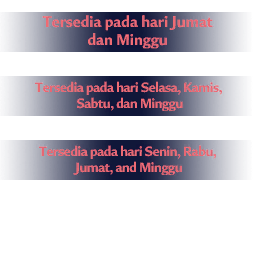 Tersedia pada hari Jumat
dan Minggu
Tersedia pada hari Selasa, Kamis,
Sabtu, dan Minggu
Tersedia pada hari Senin, Rabu,
Jumat, and Minggu